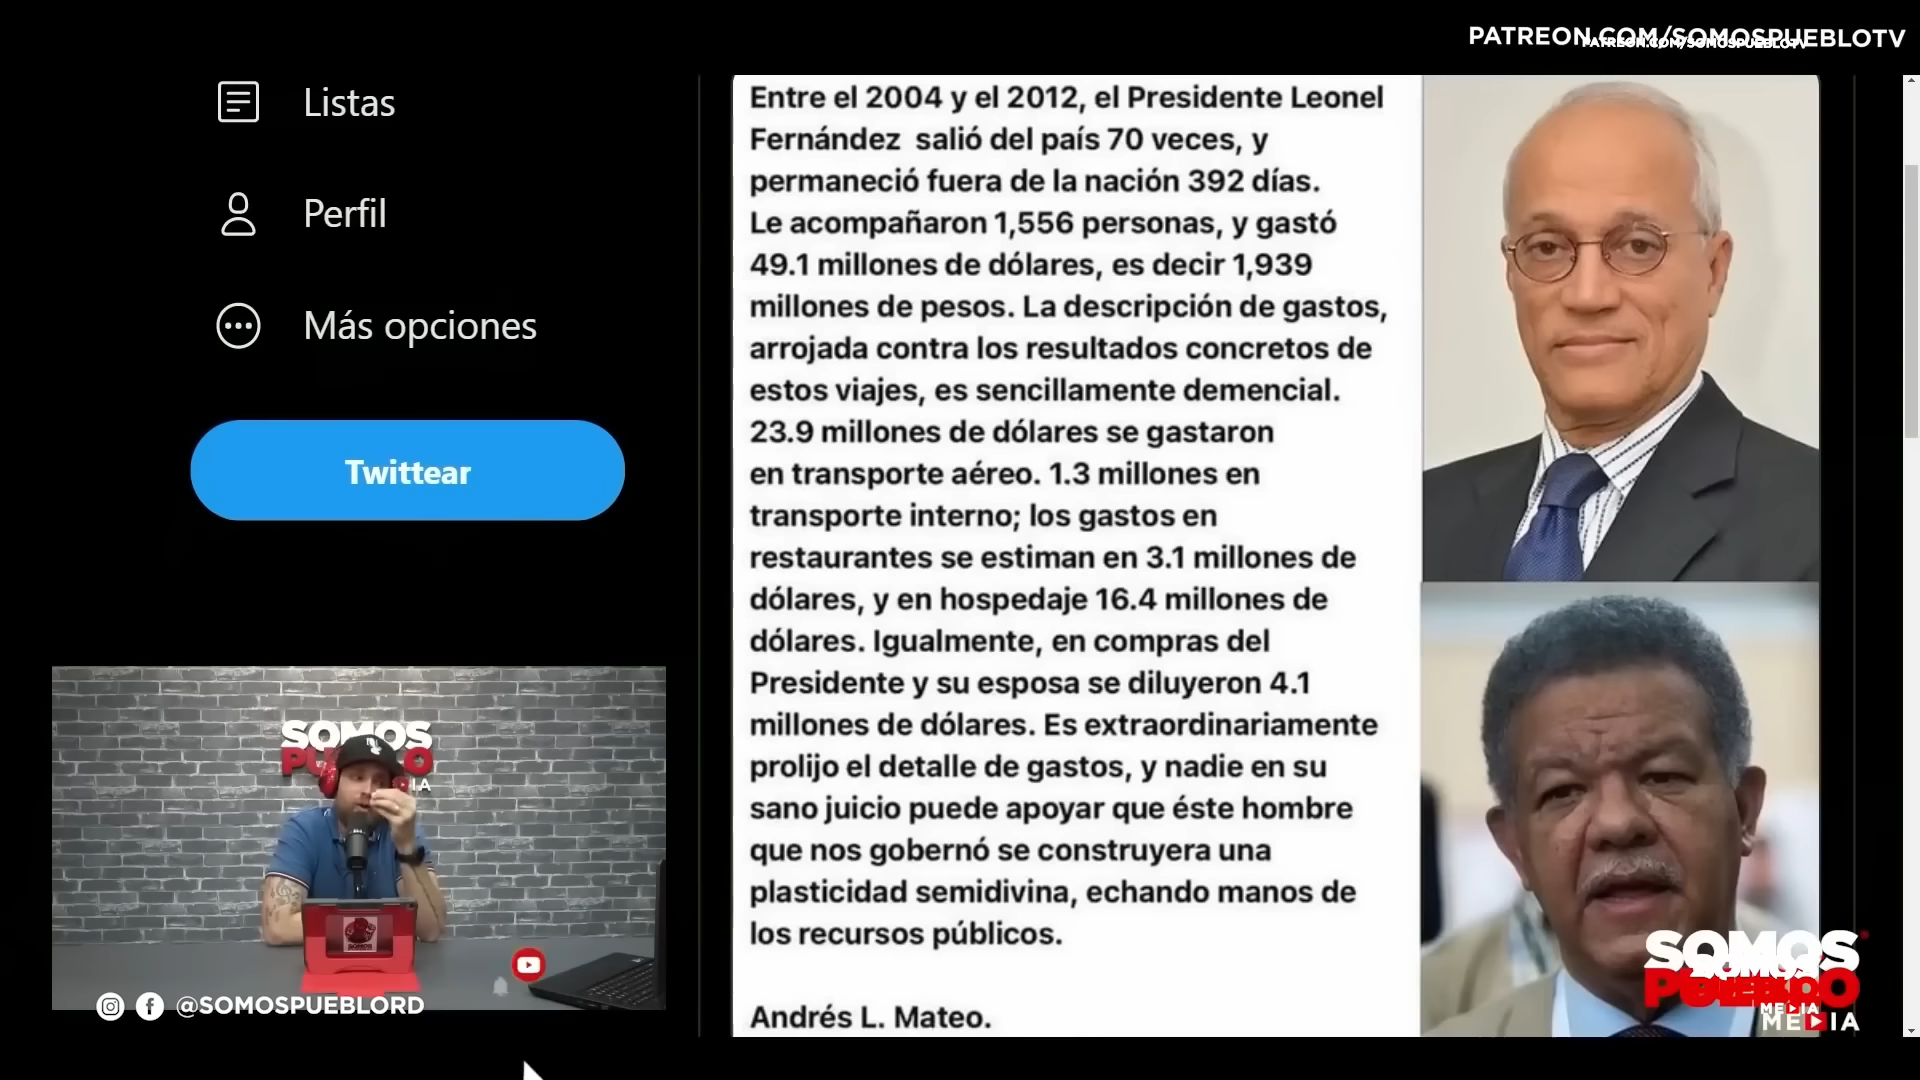 PATREON.COM/SOMOSPUEBLOTV
PATREON.COM/SOMOSPUEBLOTV
Listas
Perfil
Más opciones
Twittear
Entre el 2004 y el 2012, el Presidente Leonel
Fernández  salió del país 70 veces, y
permaneció fuera de la nación 392 días.
Le acompañaron 1,556 personas, y gastó
49.1 millones de dólares, es decir 1,939
millones de pesos. La descripción de gastos,
arrojada contra los resultados concretos de
estos viajes, es sencillamente demencial.
23.9 millones de dólares se gastaron
en transporte aéreo. 1.3 millones en
transporte interno; los gastos en
restaurantes se estiman en 3.1 millones de
dólares, y en hospedaje 16.4 millones de
dólares. Igualmente, en compras del
Presidente y su esposa se diluyeron 4.1
millones de dólares. Es extraordinariamente
prolijo el detalle de gastos, y nadie en su
sano juicio puede apoyar que éste hombre
que nos gobernó se construyera una
plasticidad semidivina, echando manos de
los recursos públicos.
Andrés L. Mateo.
SOMOS
@SOMOSPUEBLORD
SOMOS
PUEBLO
MEDIA
MEDIA